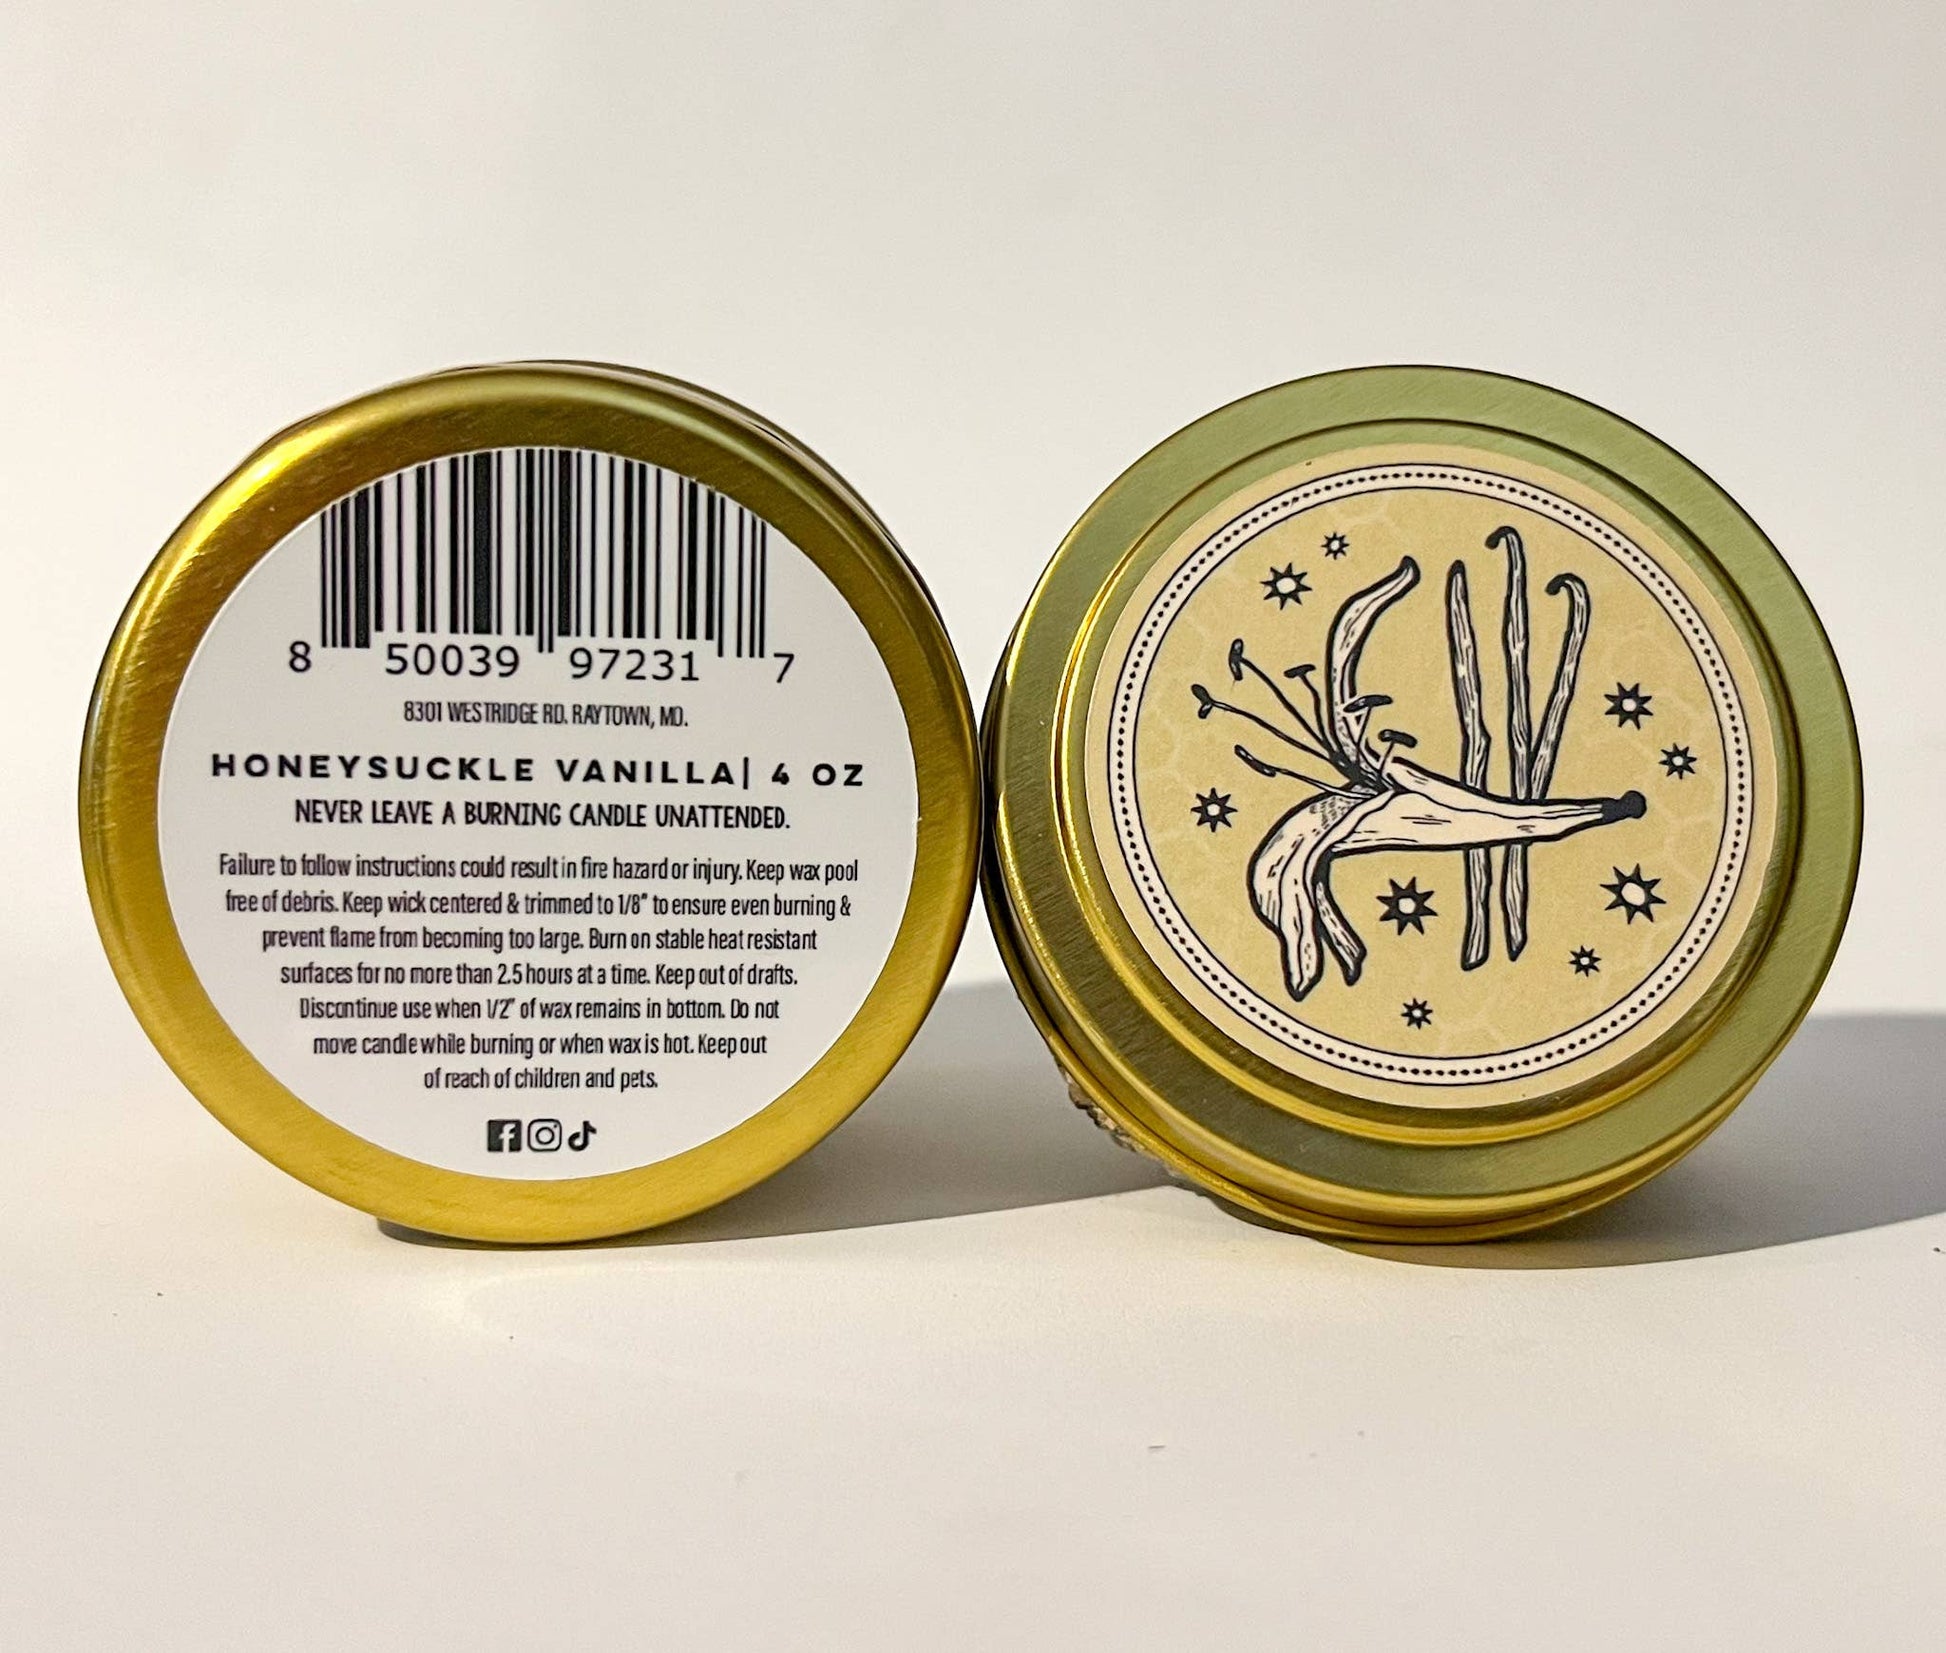 8 50039 97231 7
8301 WESTRIDGE RD. RAYTOWN, MO.
HONEYSUCKLE VANILLA| 4 OZ
NEVER LEAVE A BURNING CANDLE UNATTENDED.
Failure to follow instructions could result in fire hazard or injury. Keep wax pool
free of debris. Keep wick centered & trimmed to 1/8" to ensure even burning &
prevent flame from becoming too large. Burn on stable heat resistant
surfaces for no more than 2.5 hours at a time. Keep out of drafts.
Discontinue use when 1/2" of wax remains in bottom. Do not
move candle while burning or when wax is hot. Keep out
of reach of children and pets.